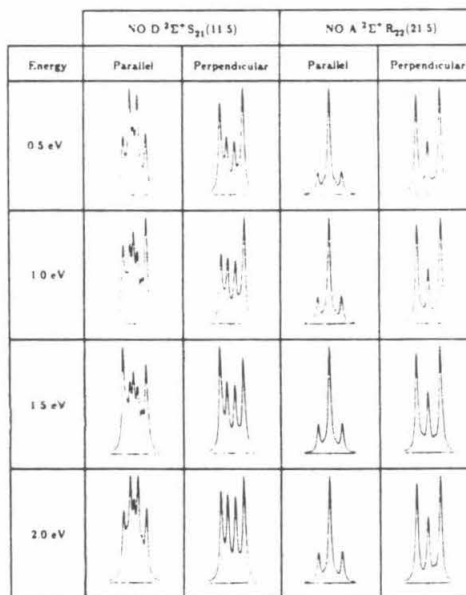 NO D ²Σ⁺ S₂₁(11 5) NO A ²Σ⁺ R₂₂(21 5)
Energy Parallel Perpendicular Parallel Perpendicular
0 5 eV
1 0 eV
1 5 eV
2.0 eV